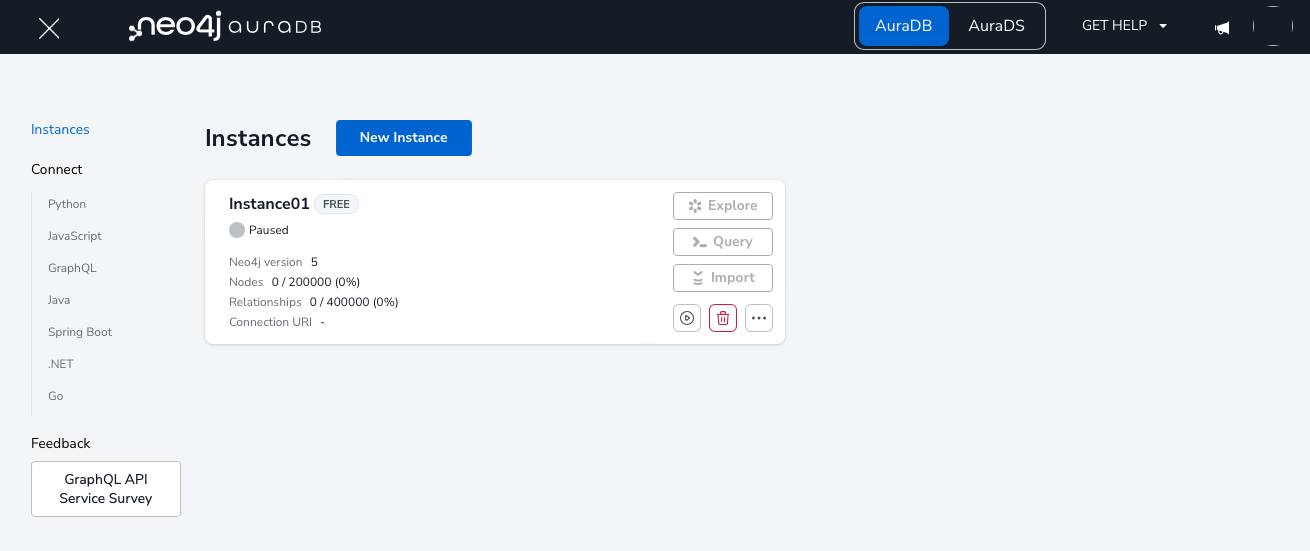 neo4j auraDB
AuraDB
AuraDS
GET HELP
Instances
Connect
Python
JavaScript
GraphQL
Java
Spring Boot
.NET
Go
Feedback
GraphQL API
Service Survey
Instances
New Instance
Instance01 FREE
Paused
Neo4j version 5
Nodes 0 / 200000 (0%)
Relationships 0 / 400000 (0%)
Connection URI -
Explore
Query
Import